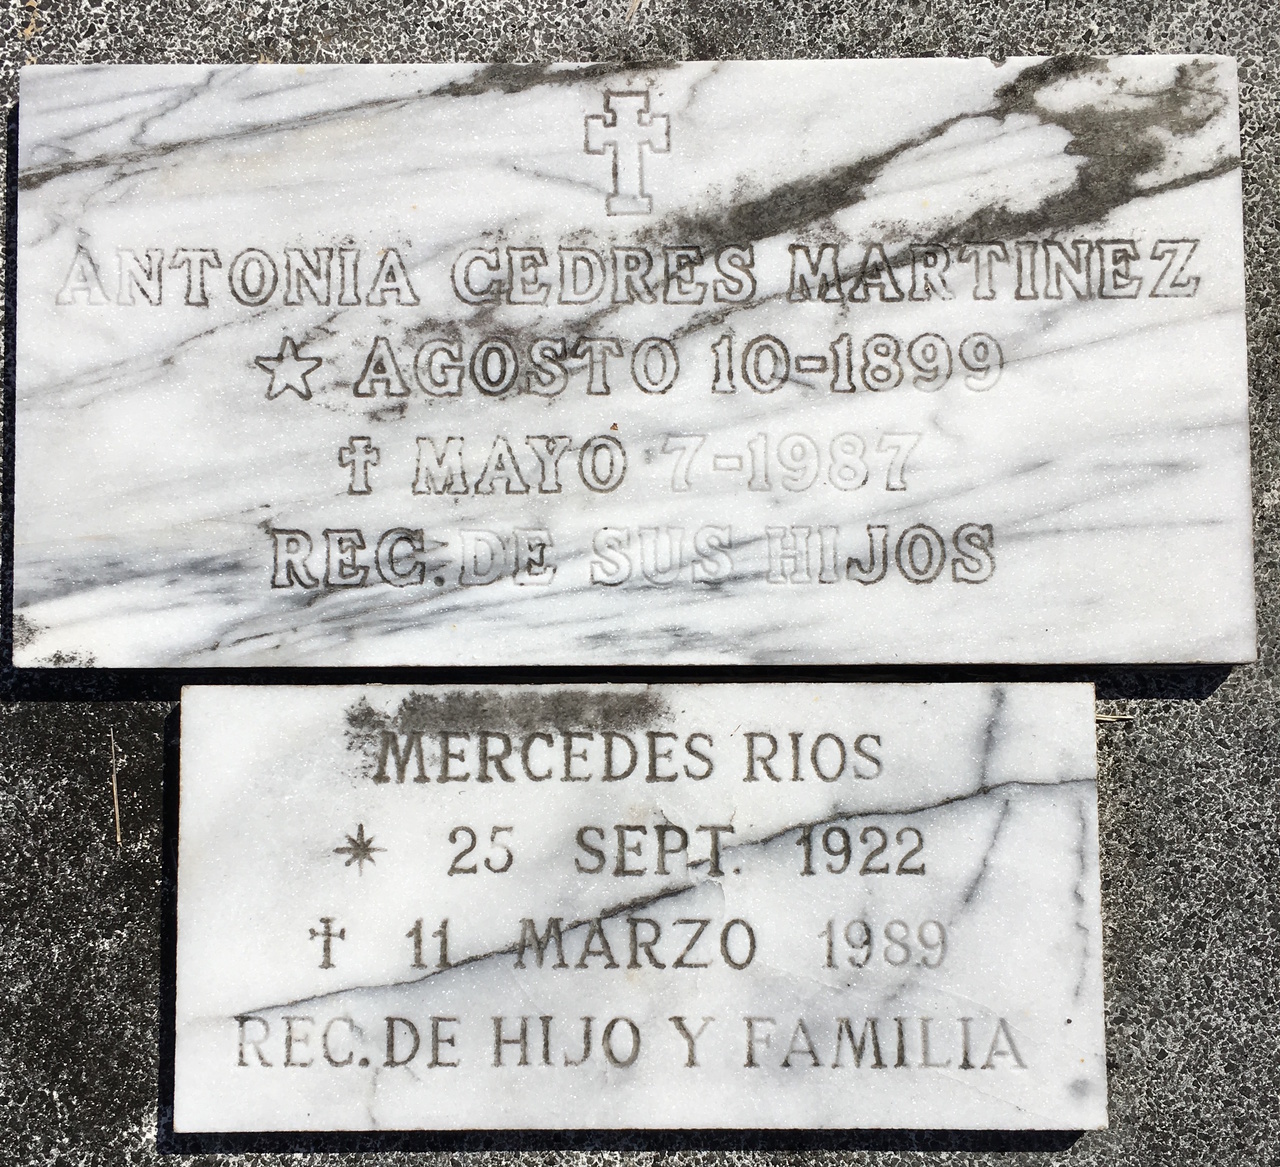 ANTONIA CEDRES MARTINEZ
☆ AGOSTO 10-1899
✝ MAYO 7-1987
REC. DE SUS HIJOS
MERCEDES RIOS
✴ 25 SEPT. 1922
✝ 11 MARZO 1989
REC. DE HIJO Y FAMILIA